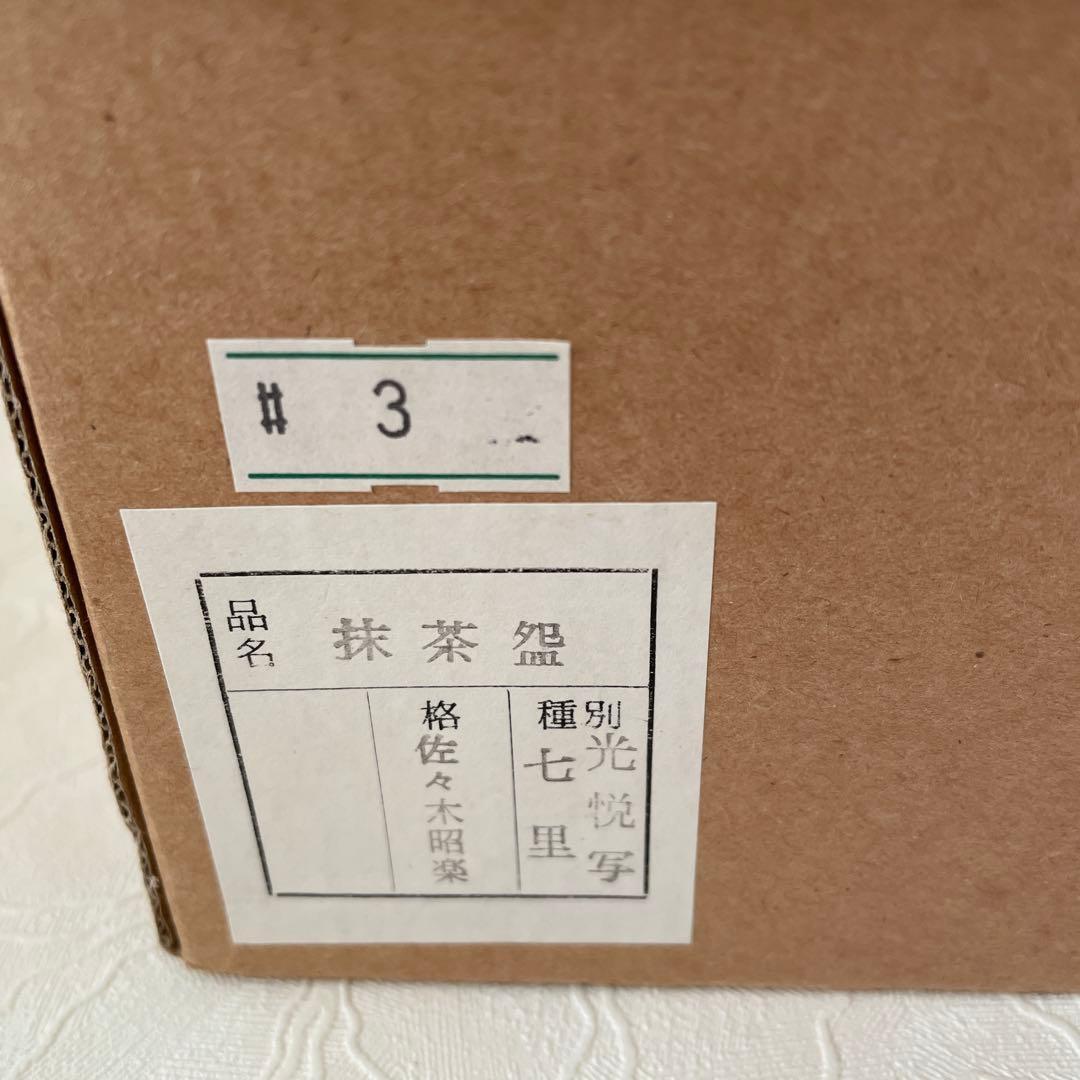 # 3
品名 抹茶盌
種別 光悦写 七里
格 佐々木昭楽